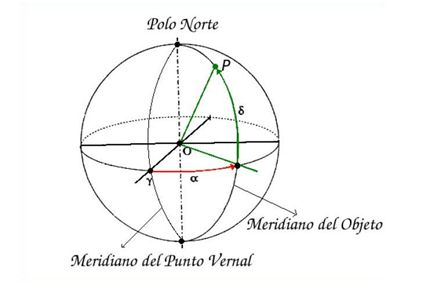 Polo Norte
P
δ
O
γ
α
Meridiano del Objeto
Meridiano del Punto Vernal